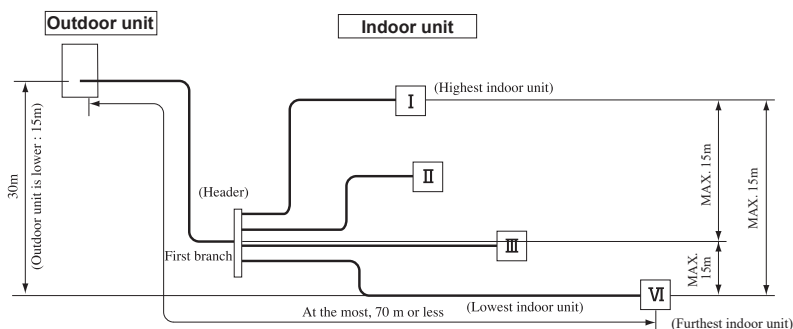 Outdoor unit
Indoor unit
(Highest indoor unit)
I
II
(Header)
First branch
III
VI
(Lowest indoor unit)
At the most, 70 m or less
(Furthest indoor unit)
30m
(Outdoor unit is lower : 15m)
MAX. 15m
MAX.
15m
MAX. 15m